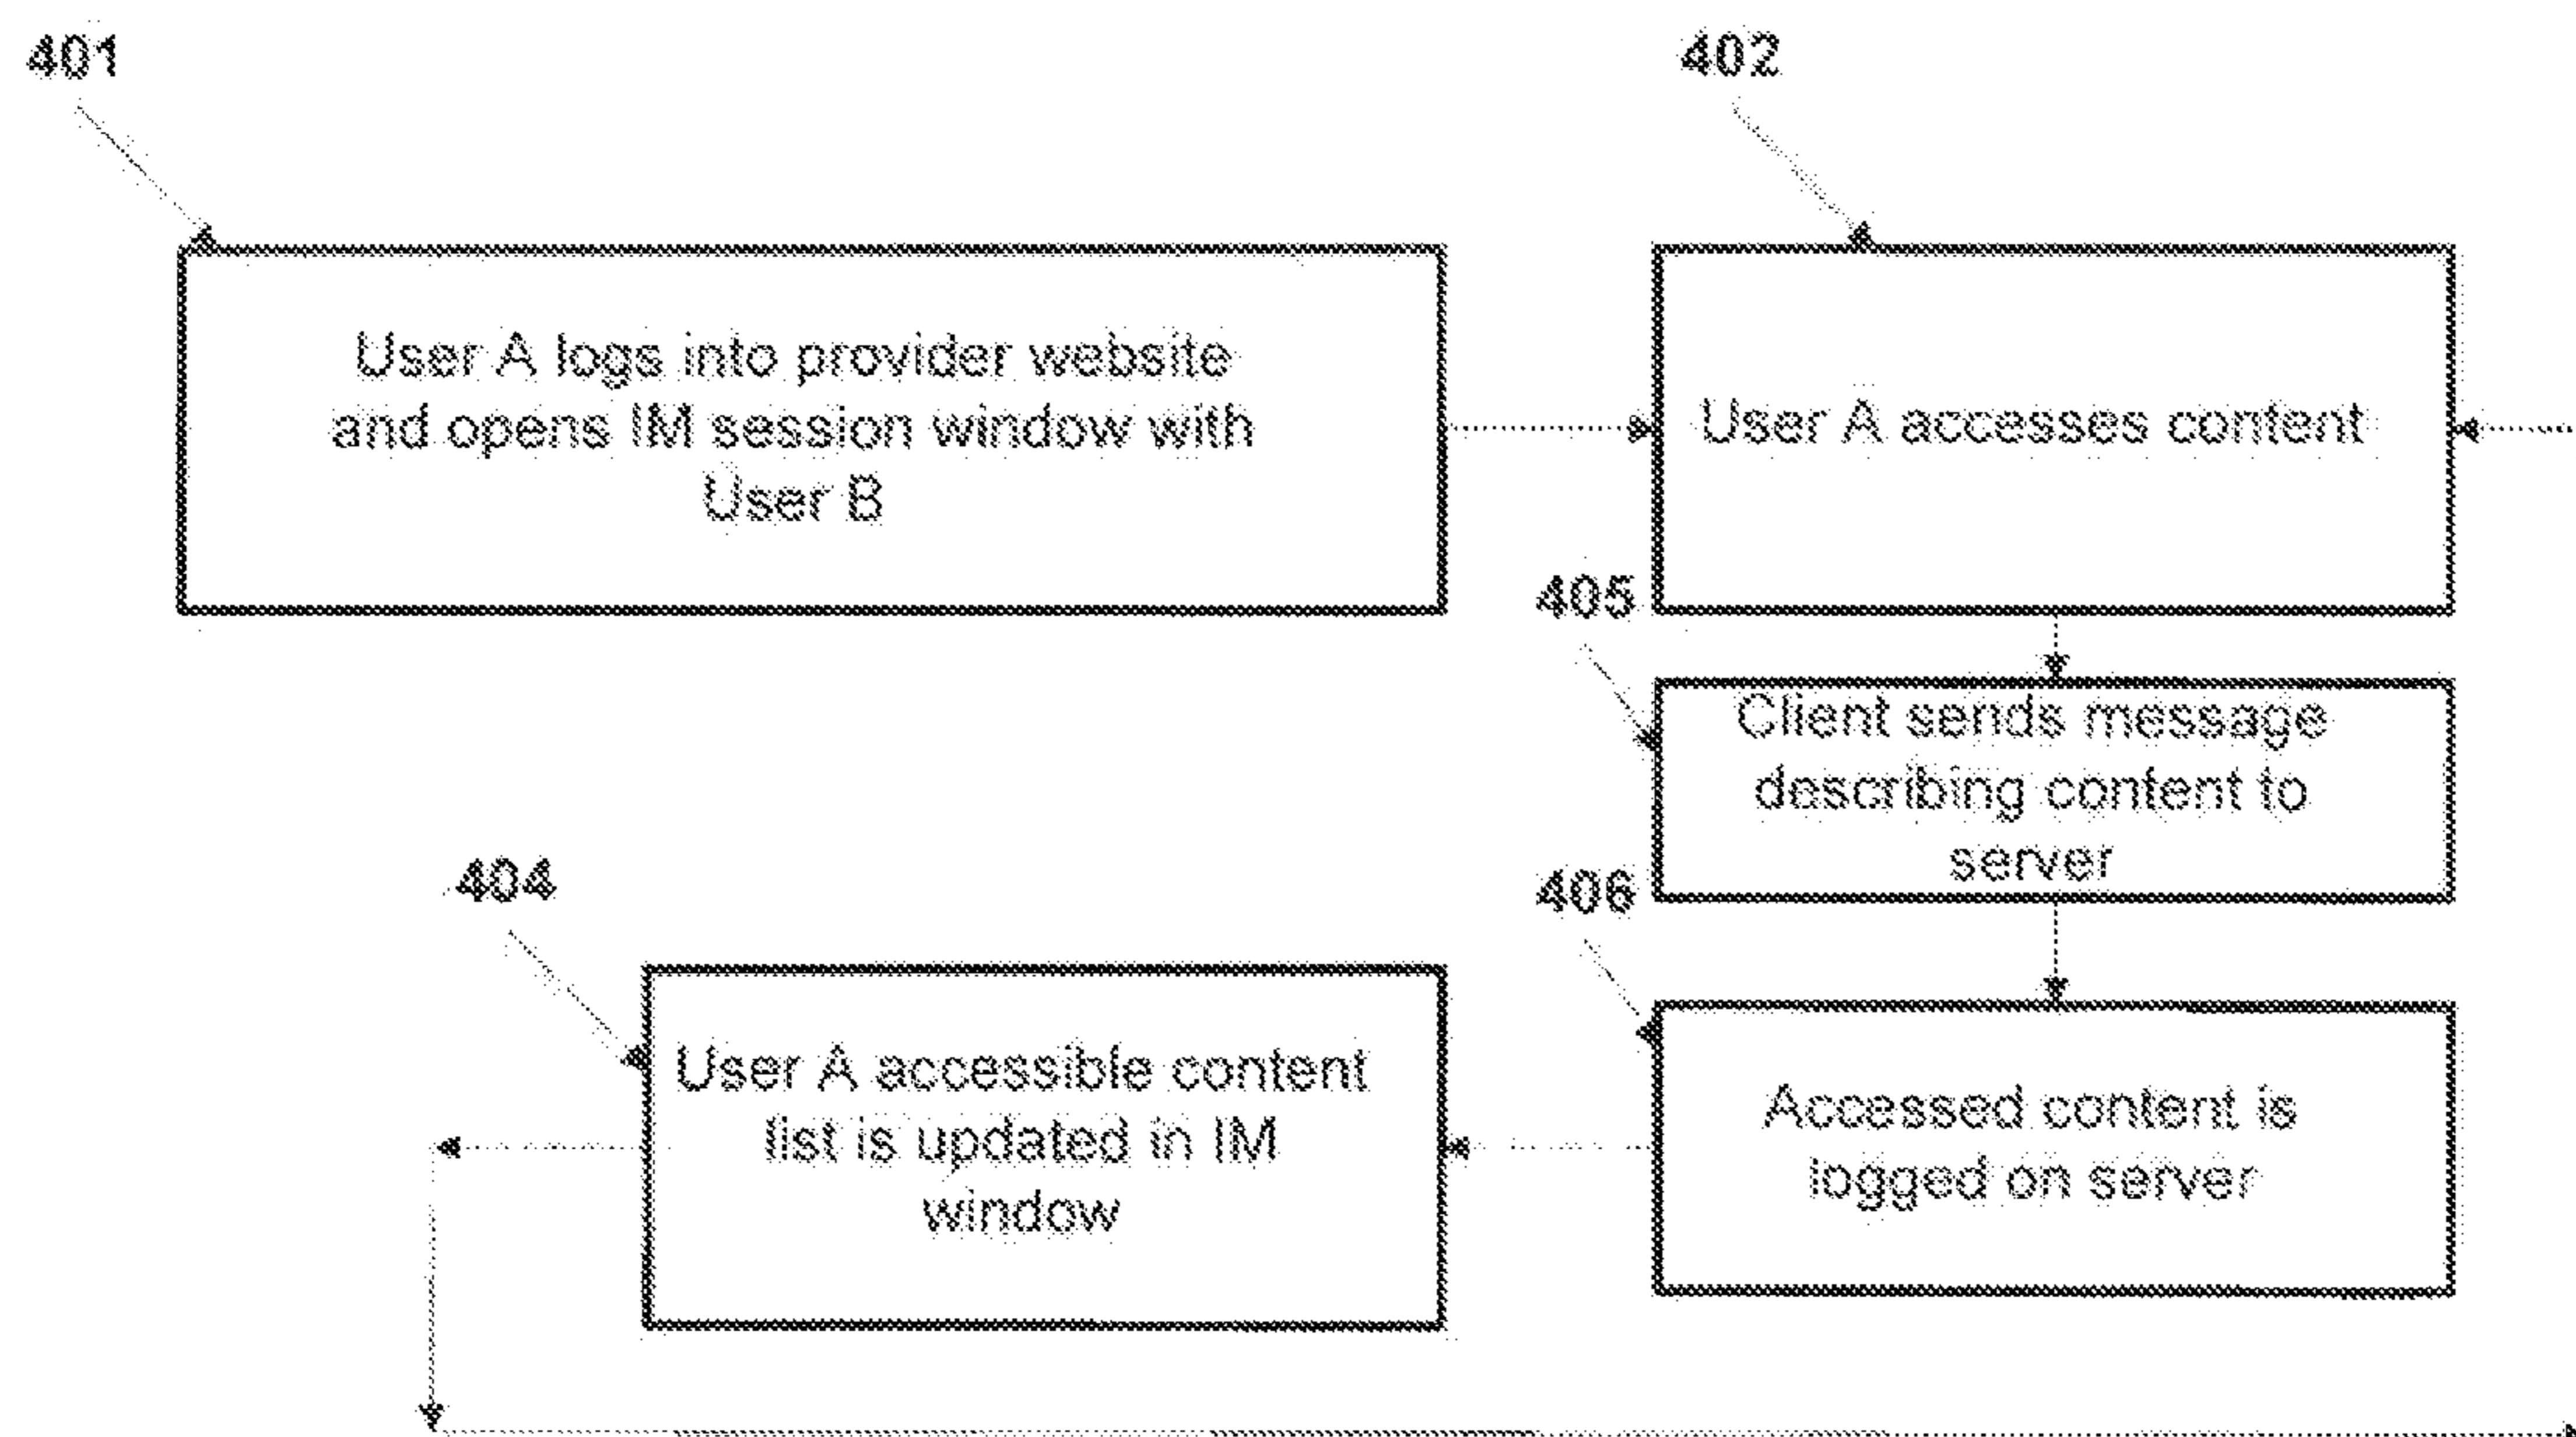 401
402
User A logs into provider website
and opens IM session window with
User B
User A accesses content
405
Client sends message
describing content to
server
404
406
User A accessible content
list is updated in IM
window
Accessed content is
logged on server